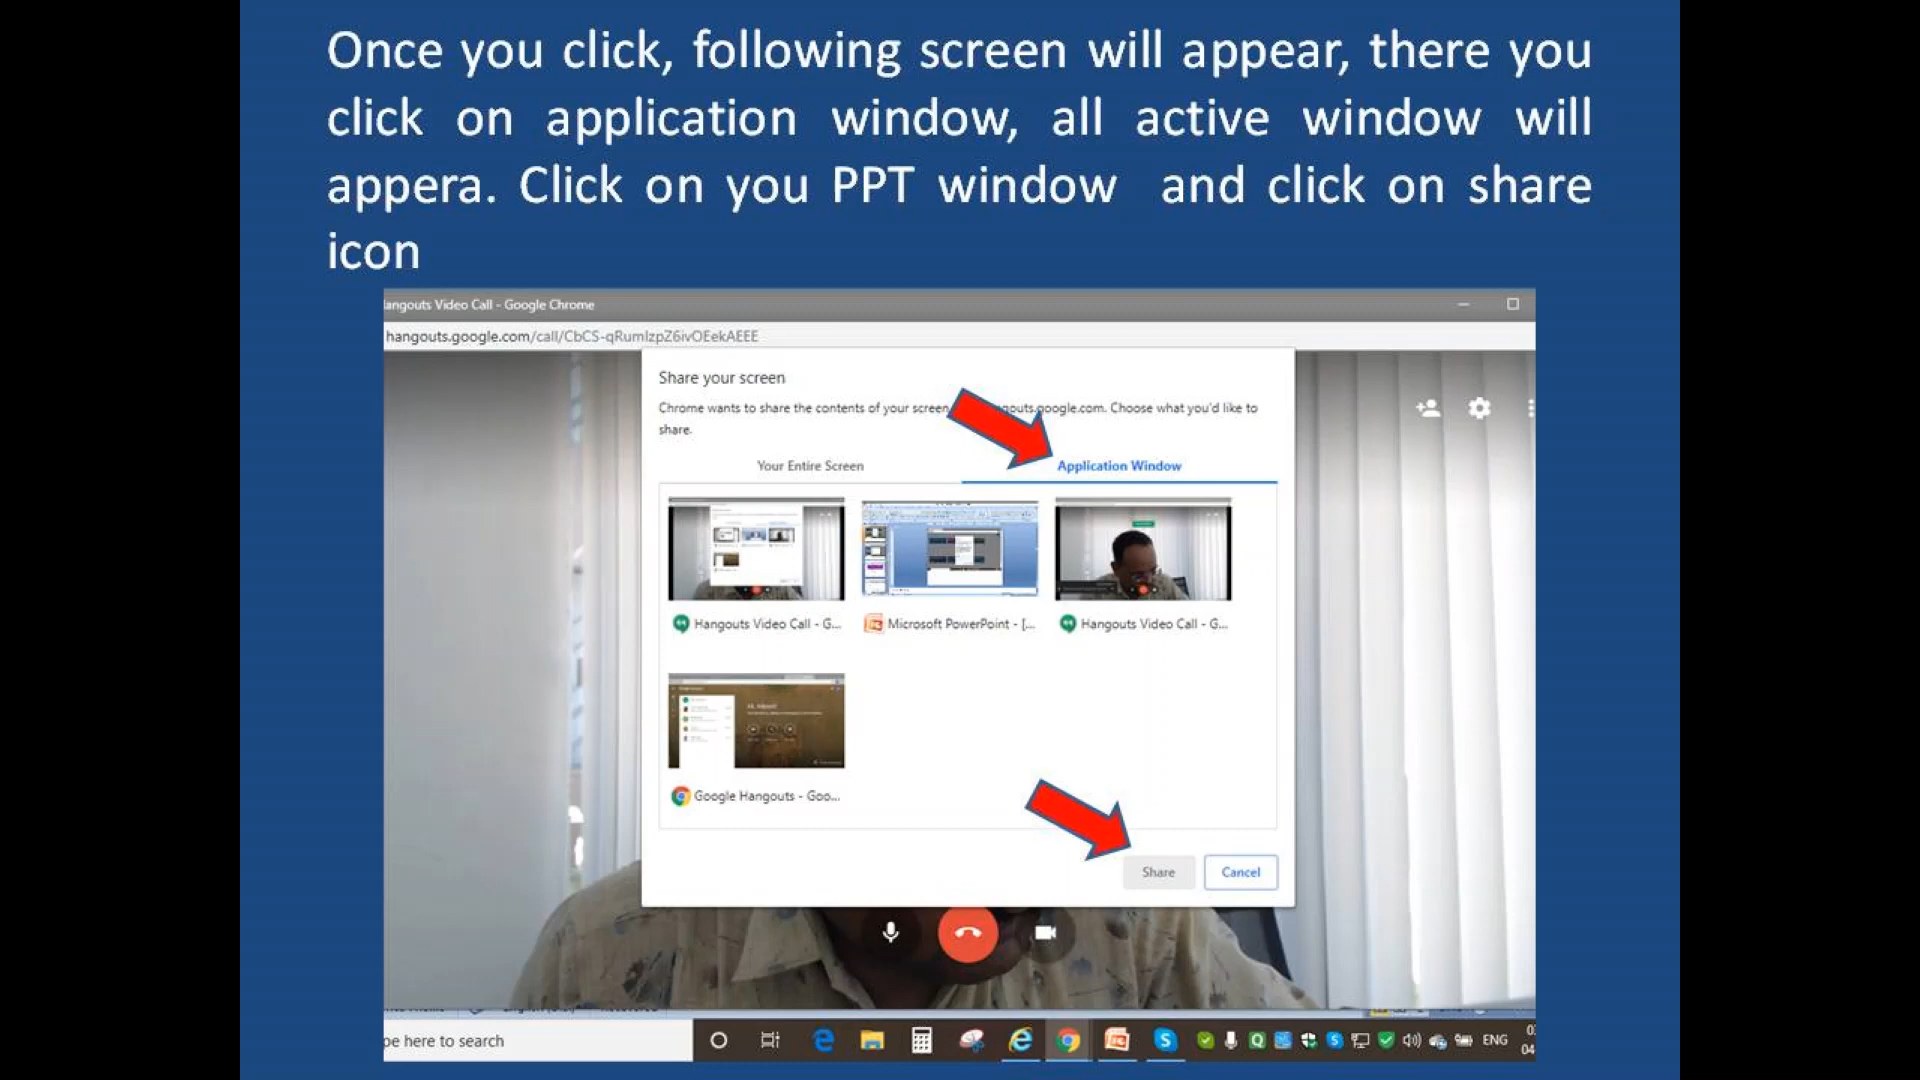 Once you click, following screen will appear, there you
click on application window, all active window will
appera. Click on you PPT window and click on share
icon
angouts Video Call - Google Chrome
hangouts.google.com/call/CbCS-qRumIzpZ6ivOEekAEEE
Share your screen
Chrome wants to share the contents of your screen outs.google.com. Choose what you'd like to
share.
Your Entire Screen
Application Window
Hangouts Video Call - G...
Microsoft PowerPoint - [...
Hangouts Video Call - G...
Google Hangouts - Goo...
Share
Cancel
pe here to search
ENG
04